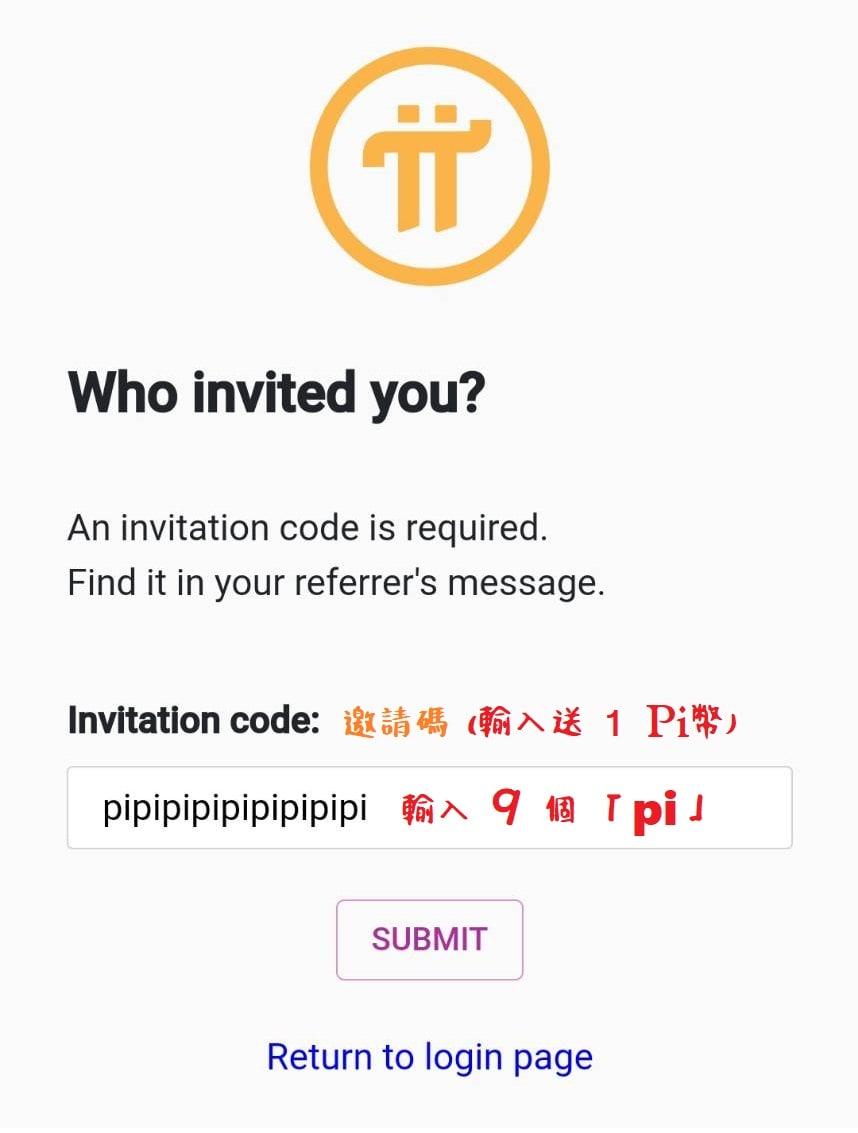 Who invited you?
An invitation code is required.
Find it in your referrer's message.
Invitation code: 邀請碼 (輸入送 1 Pi幣)
pipipipipipipipipi 輸入 9 個 「pi」
SUBMIT
Return to login page